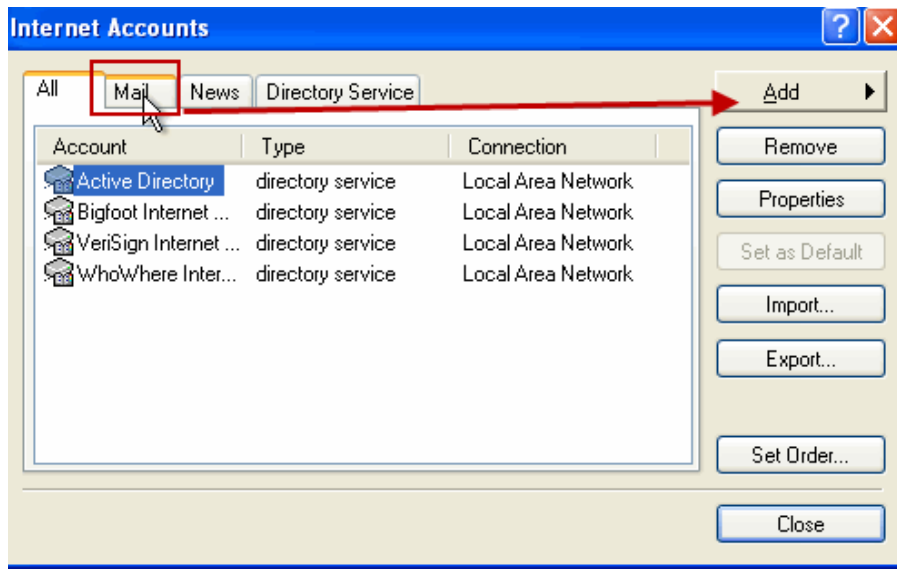 Internet Accounts
All Mail News Directory Service
Add
Account Type Connection
Remove
Active Directory directory service Local Area Network
Properties
Bigfoot Internet ... directory service Local Area Network
VeriSign Internet ... directory service Local Area Network
Set as Default
WhoWhere Inter... directory service Local Area Network
Import...
Export...
Set Order...
Close